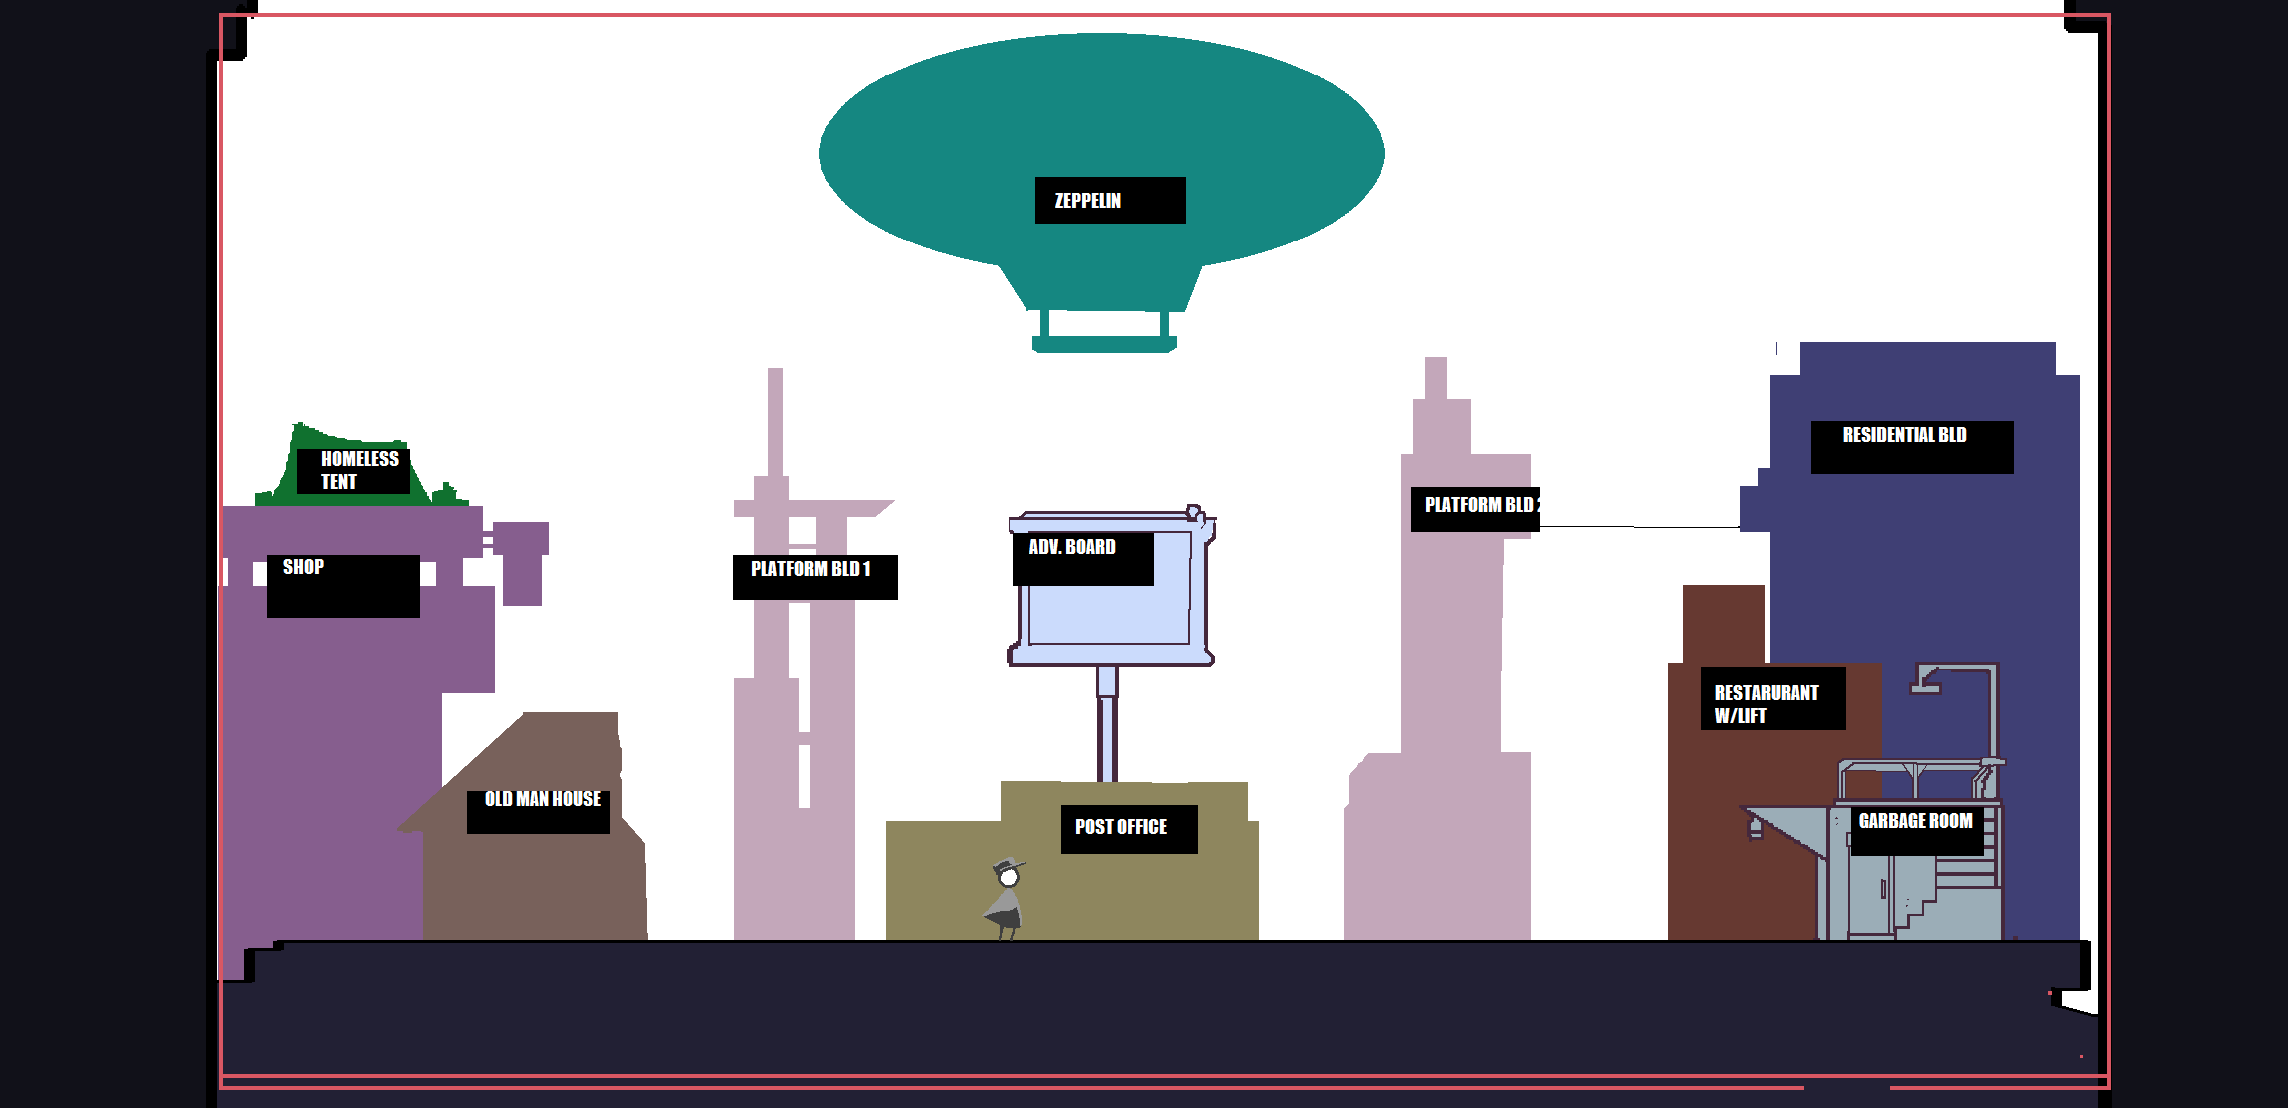 ZEPPELIN
HOMELESS
TENT
SHOP
PLATFORM BLD 1
ADV. BOARD
PLATFORM BLD 2
RESIDENTIAL BLD
RESTARURANT
W/LIFT
OLD MAN HOUSE
POST OFFICE
GARBAGE ROOM